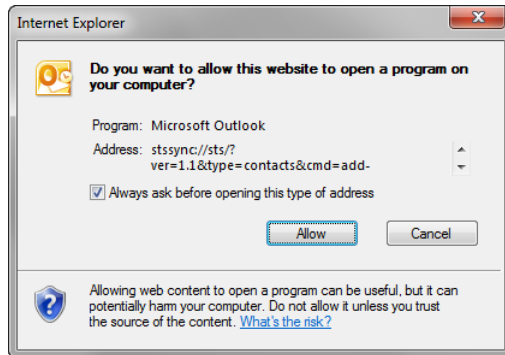 Internet Explorer
Do you want to allow this website to open a program on
your computer?
Program: Microsoft Outlook
Address: stssync://sts/?
ver=1.1&type=contacts&cmd=add-
Always ask before opening this type of address
Allow
Cancel
Allowing web content to open a program can be useful, but it can
potentially harm your computer. Do not allow it unless you trust
the source of the content. What's the risk?